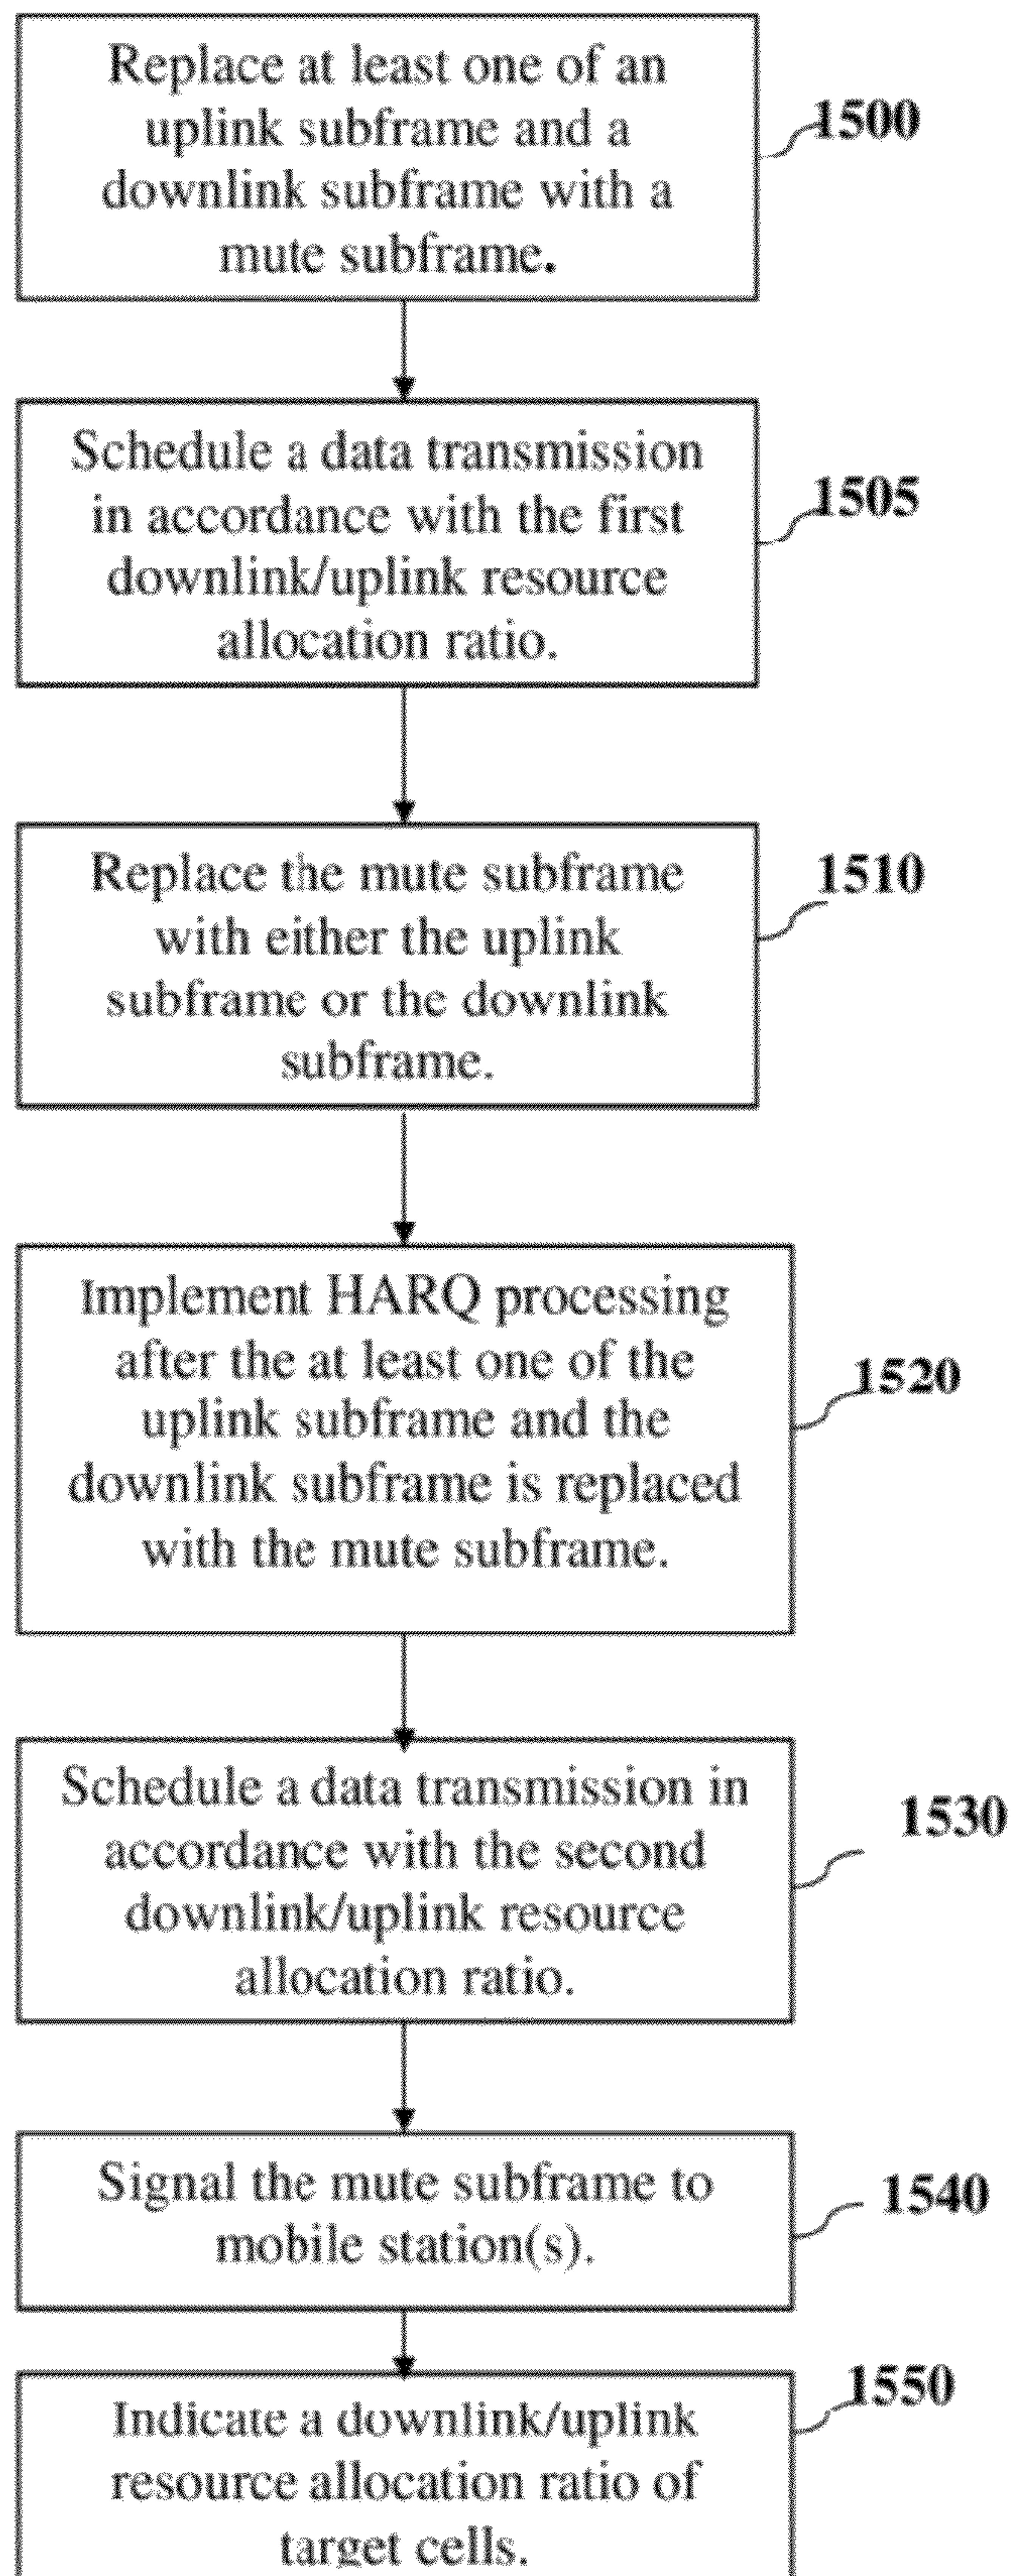 Replace at least one of an
uplink subframe and a
downlink subframe with a
mute subframe.
1500
Schedule a data transmission
in accordance with the first
downlink/uplink resource
allocation ratio.
1505
Replace the mute subframe
with either the uplink
subframe or the downlink
subframe.
1510
Implement HARQ processing
after the at least one of the
uplink subframe and the
downlink subframe is replaced
with the mute subframe.
1520
Schedule a data transmission in
accordance with the second
downlink/uplink resource
allocation ratio.
1530
Signal the mute subframe to
mobile station(s).
1540
Indicate a downlink/uplink
resource allocation ratio of
target cells.
1550